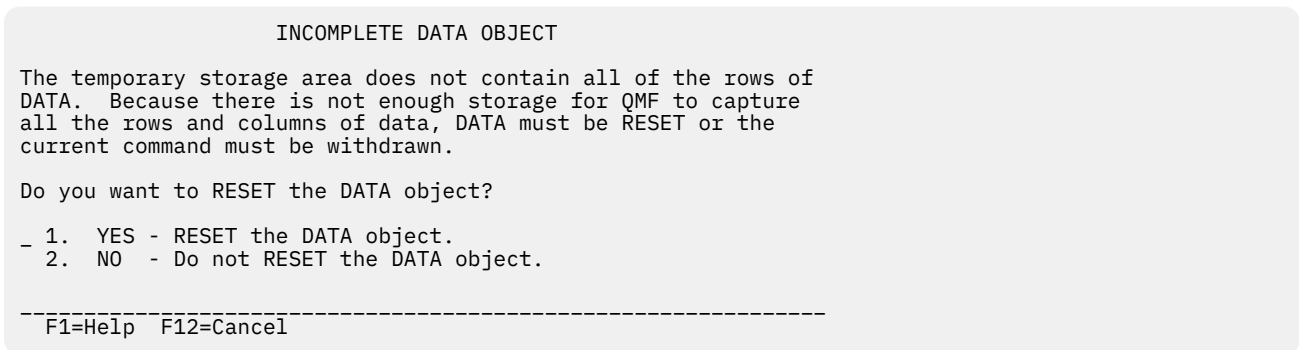 INCOMPLETE DATA OBJECT
The temporary storage area does not contain all of the rows of
DATA.  Because there is not enough storage for QMF to capture
all the rows and columns of data, DATA must be RESET or the
current command must be withdrawn.
Do you want to RESET the DATA object?
_ 1.  YES - RESET the DATA object.
2.  NO  - Do not RESET the DATA object.
_______________________________________________________________
F1=Help  F12=Cancel